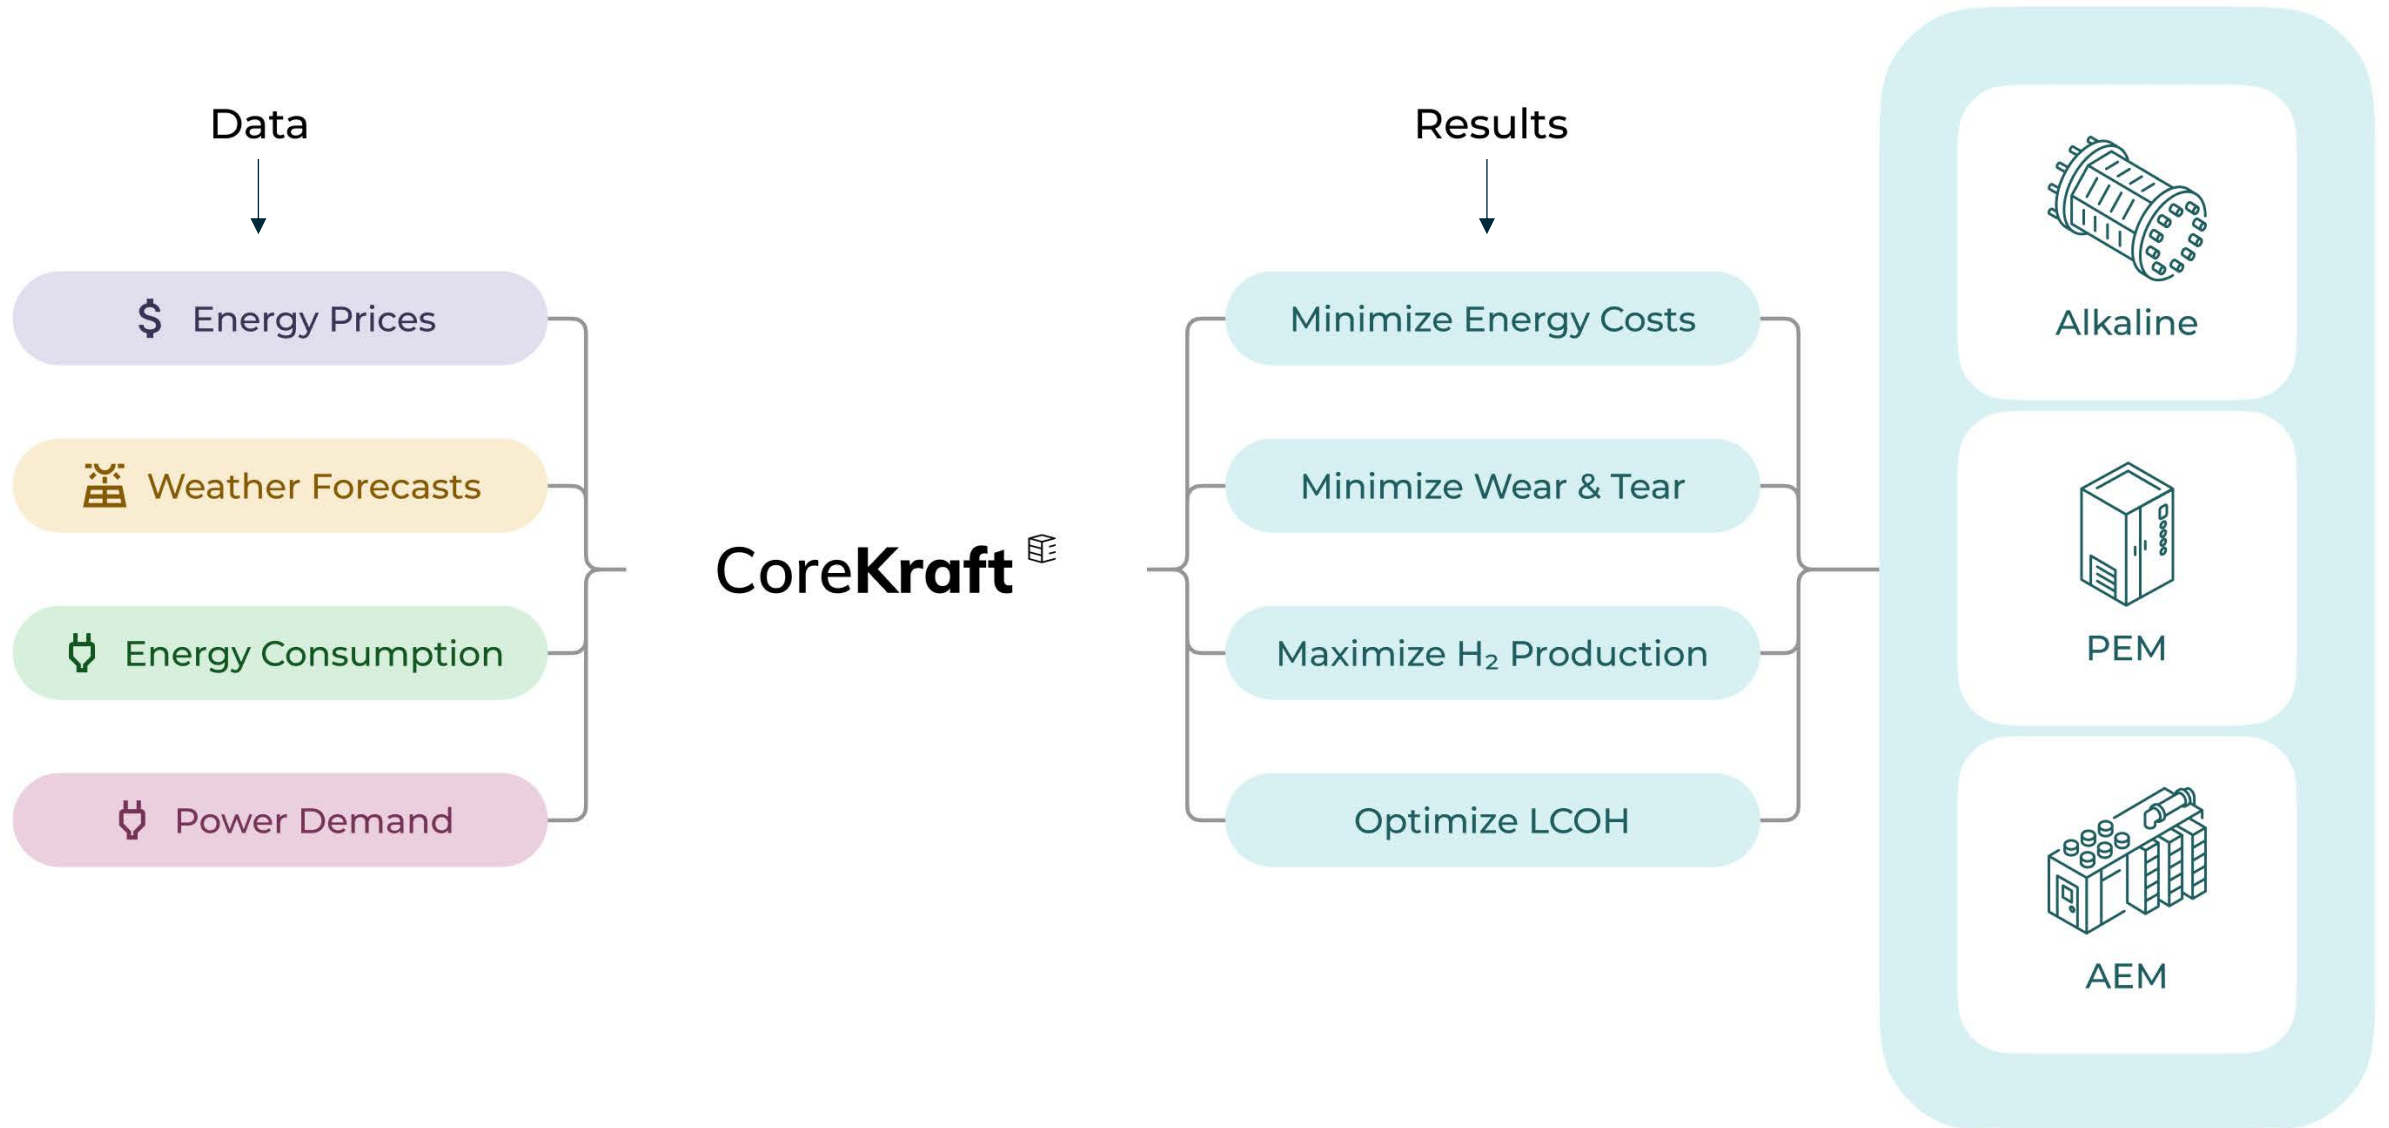 Data
Energy Prices
Weather Forecasts
Energy Consumption
Power Demand
CoreKraft
Results
Minimize Energy Costs
Minimize Wear & Tear
Maximize H₂ Production
Optimize LCOH
Alkaline
PEM
AEM